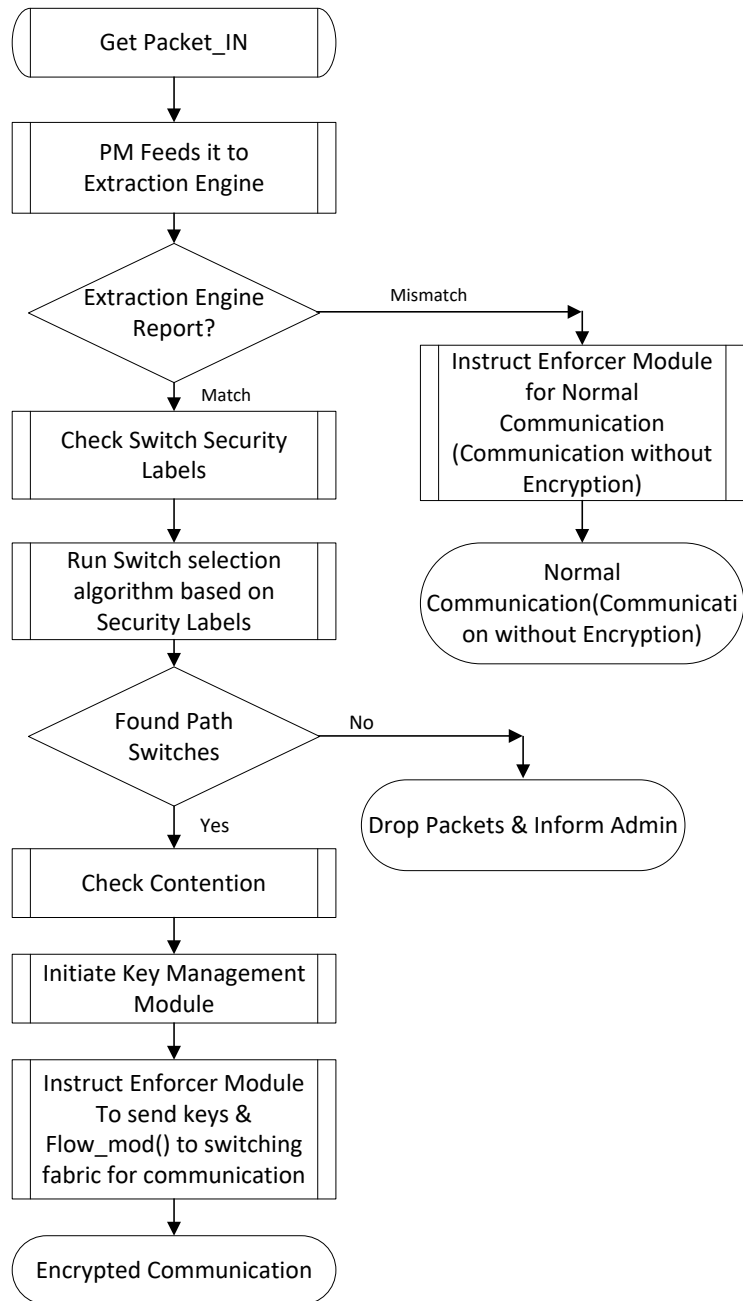 Get Packet_IN
PM Feeds it to
Extraction Engine
Extraction Engine
Report?
Mismatch
Match
Instruct Enforcer Module
for Normal
Communication
(Communication without
Encryption)
Check Switch Security
Labels
Run Switch selection
algorithm based on
Security Labels
Normal
Communication(Communicati
on without Encryption)
Found Path
Switches
No
Yes
Drop Packets & Inform Admin
Check Contention
Initiate Key Management
Module
Instruct Enforcer Module
To send keys &
Flow_mod() to switching
fabric for communication
Encrypted Communication